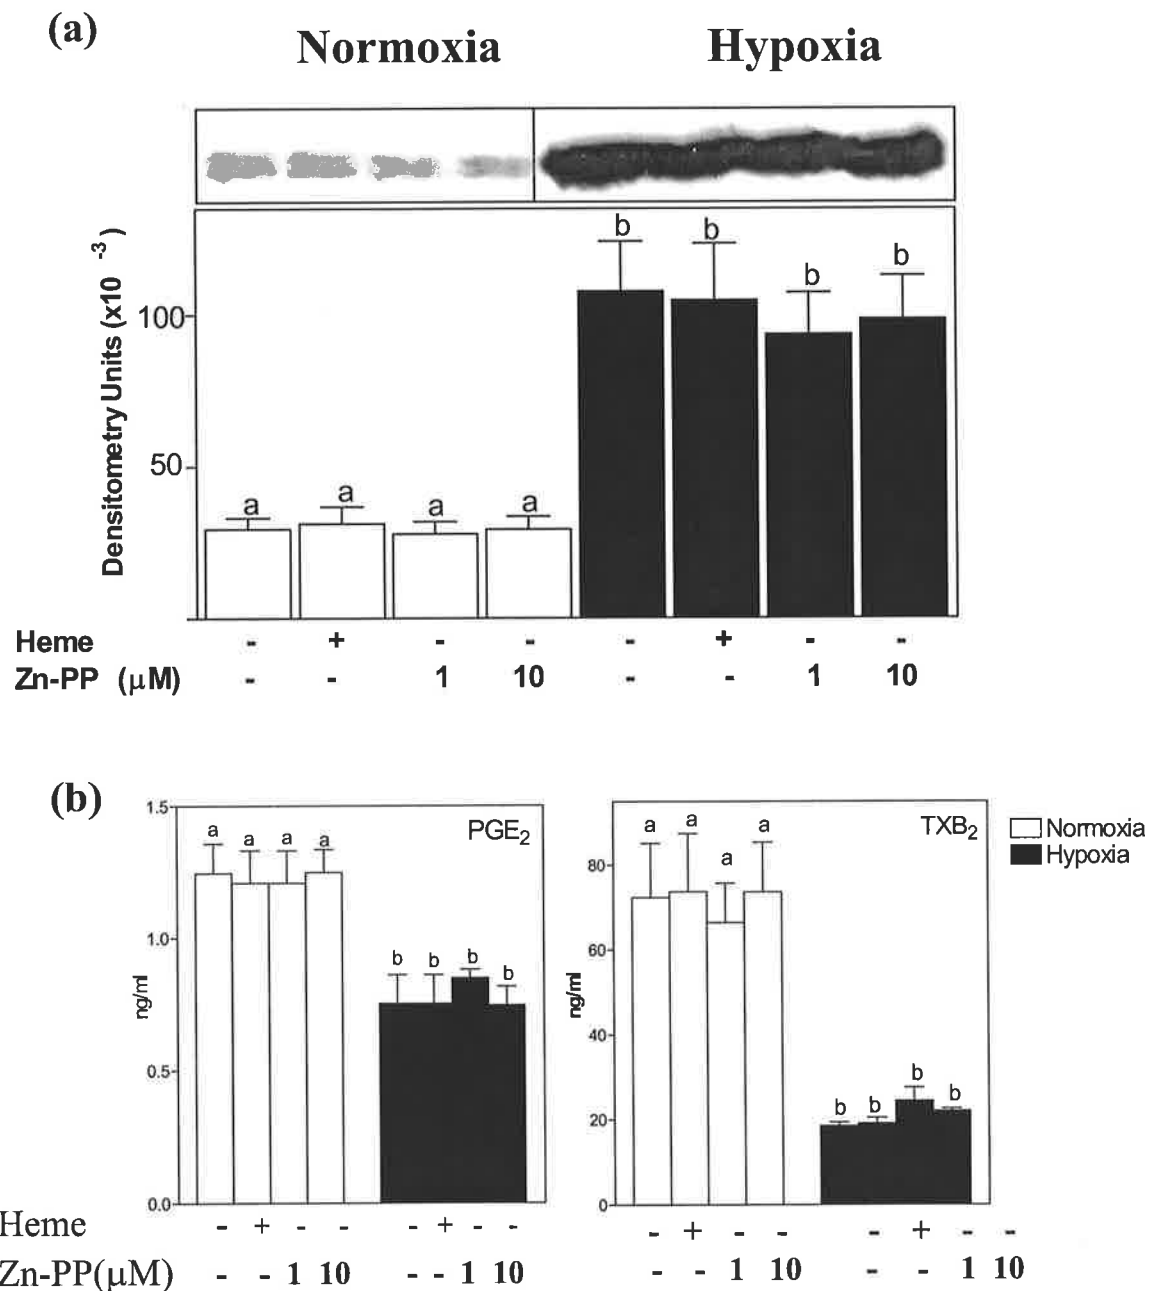 (a)
Normoxia Hypoxia
b b b b
Densitometry Units (x10 -3 )
100
50
a a a a
Heme - + - - - + - -
Zn-PP (μM) - - 1 10 - - 1 10
(b)
1.5
1.0
0.5
0.0
ng/ml
PGE2
a a a a
b b b b
80
60
40
20
0
ng/ml
TXB2
a a a a
b b b b
Normoxia
Hypoxia
Heme - + - - - + - - - + - - - + - -
Zn-PP(μM) - - 1 10 - - 1 10 - - 1 10 - - 1 10